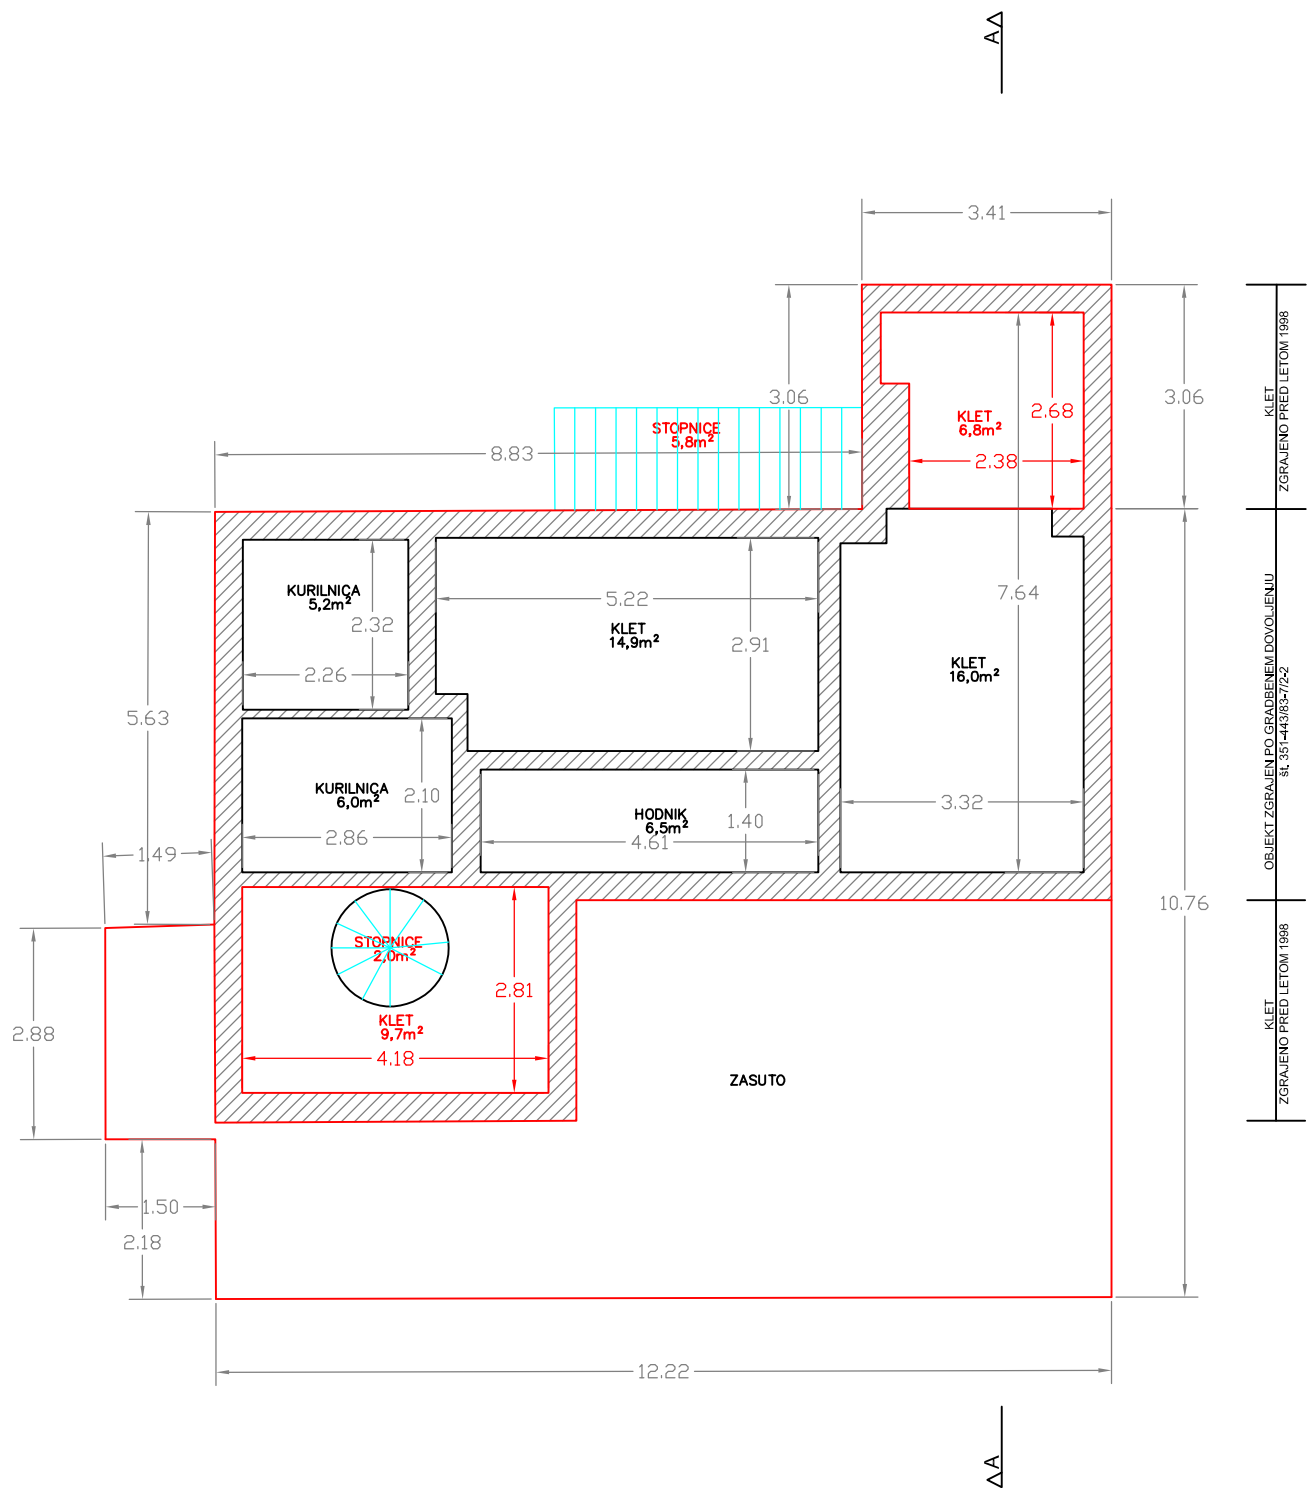 A
3.41
3.06
3.06
KLET
6,8m²
2.68
2.38
STOPNICE
5,8m²
8.83
KLET
ZGRAJENO PRED LETOM 1998
KURILNICA
5,2m²
2.32
2.26
5.22
KLET
14,9m²
2.91
7.64
KLET
16,0m²
5.63
OBJEKT ZGRAJEN PO GRADBENEM DOVOLJENJU
št. 351-443/83-7/2-2
KURILNICA
6,0m²
2.10
2.86
HODNIK
6,5m²
1.40
4.61
3.32
1.49
10.76
STOPNICE
2,0m²
2.81
KLET
9,7m²
4.18
2.88
ZASUTO
KLET
ZGRAJENO PRED LETOM 1998
1.50
2.18
12.22
A